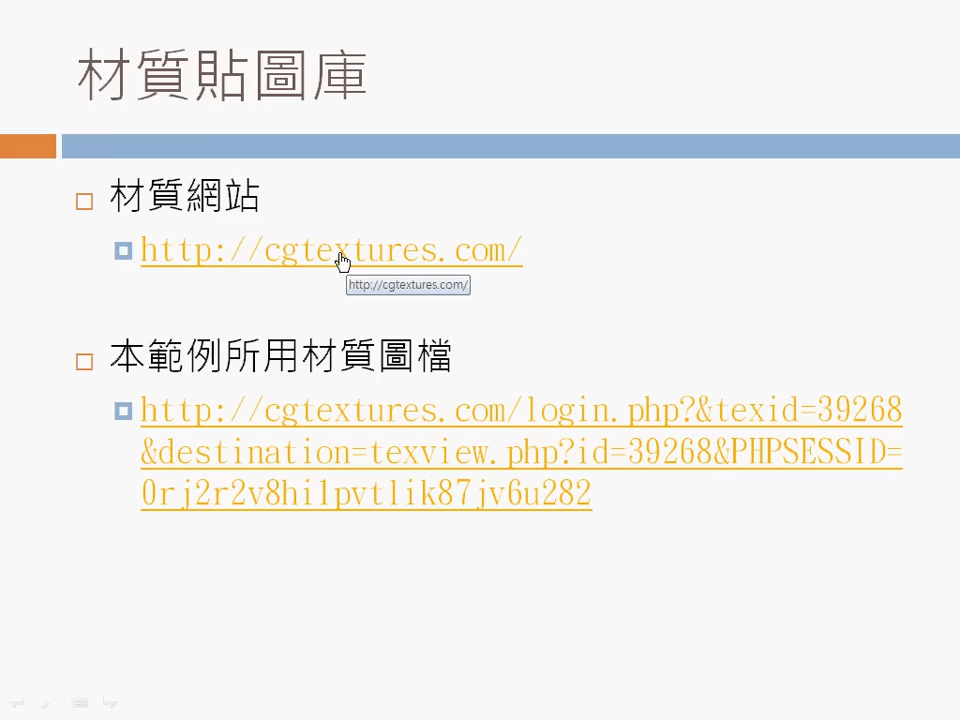 材質貼圖庫
材質網站
http://cgtextures.com/
http://cgtextures.com/
本範例所用材質圖檔
http://cgtextures.com/login.php?&texid=39268
&destination=texview.php?id=39268&PHPSESSID=
0rj2r2v8hi1pvtlik87jv6u282